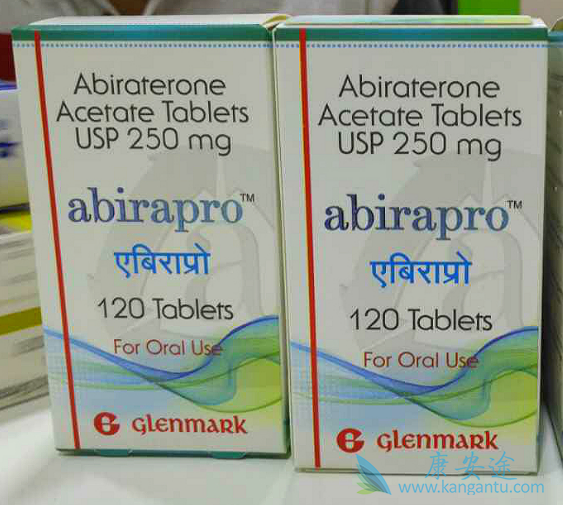 Abiraterone
Acetate Tablets
USP 250 mg
abirapro™
एबिराप्रो
120 Tablets
For Oral Use
G GLENMARK
Abiraterone
Acetate Tablets
USP 250 mg
abirapro™
एबिराप्रो
120 Tablets
For Oral Use
G GLENMARK
康安途
www.kangantu.com